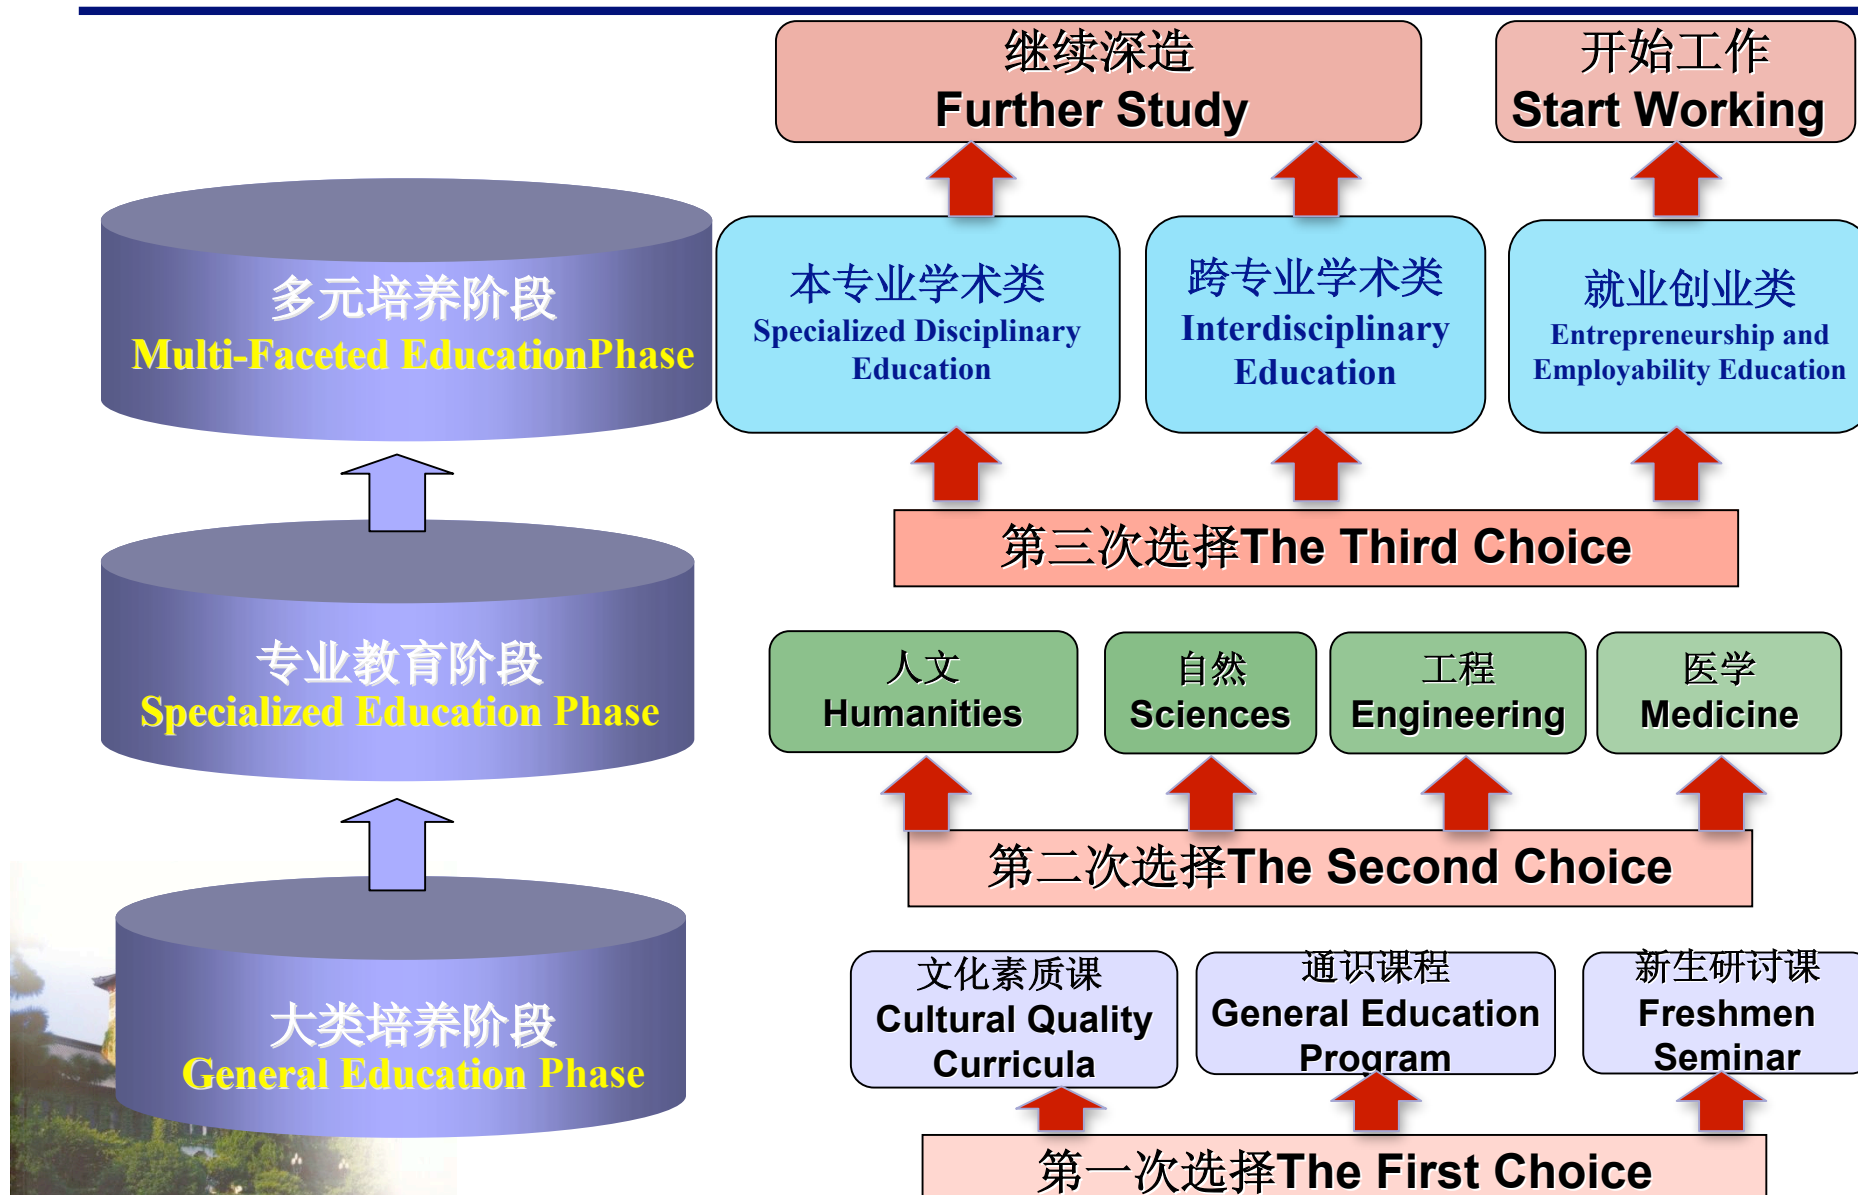 继续深造
Further Study
开始工作
Start Working
多元培养阶段
Multi-Faceted EducationPhase
本专业学术类
Specialized Disciplinary
Education
跨专业学术类
Interdisciplinary
Education
就业创业类
Entrepreneurship and
Employability Education
第三次选择The Third Choice
专业教育阶段
Specialized Education Phase
人文
Humanities
自然
Sciences
工程
Engineering
医学
Medicine
第二次选择The Second Choice
大类培养阶段
General Education Phase
文化素质课
Cultural Quality
Curricula
通识课程
General Education
Program
新生研讨课
Freshmen
Seminar
第一次选择The First Choice